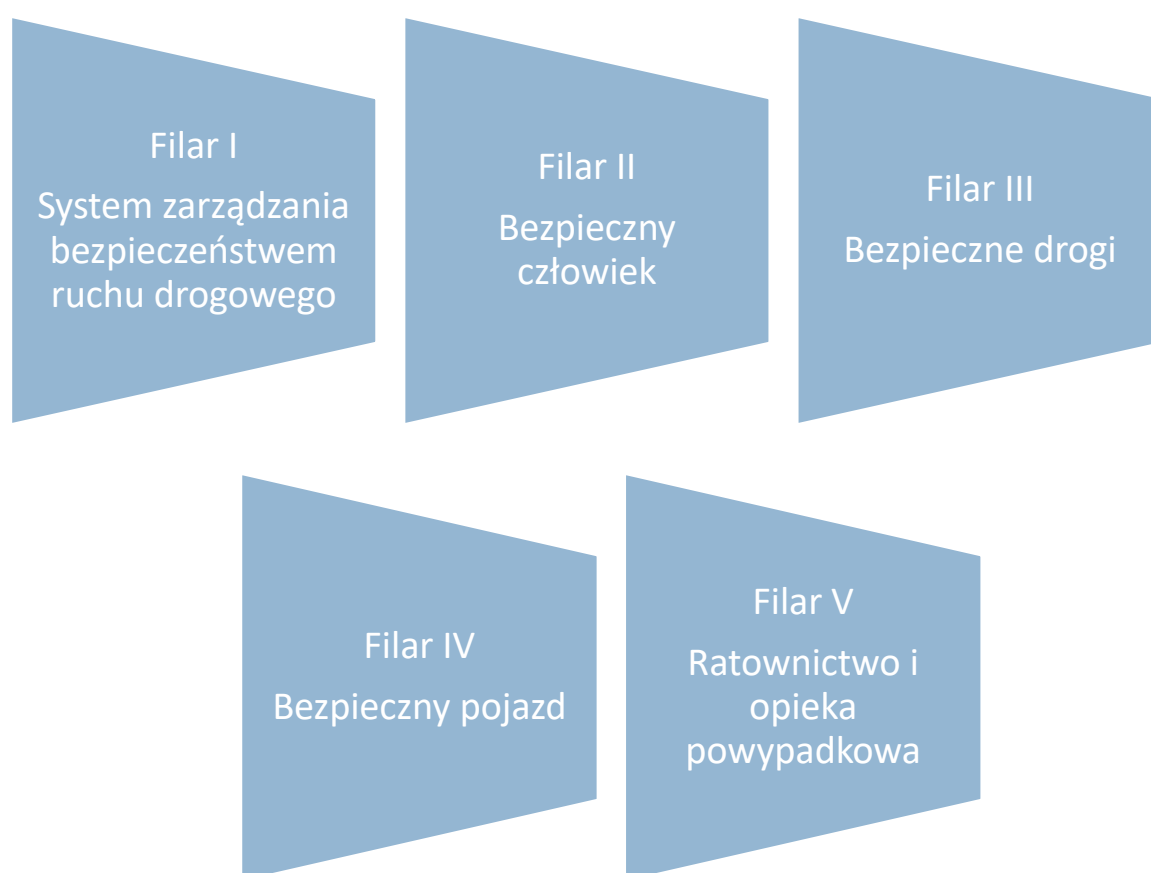 Filar I
System zarządzania
bezpieczeństwem
ruchu drogowego
Filar II
Bezpieczny
człowiek
Filar III
Bezpieczne drogi
Filar IV
Bezpieczny pojazd
Filar V
Ratownictwo i
opieka
powypadkowa